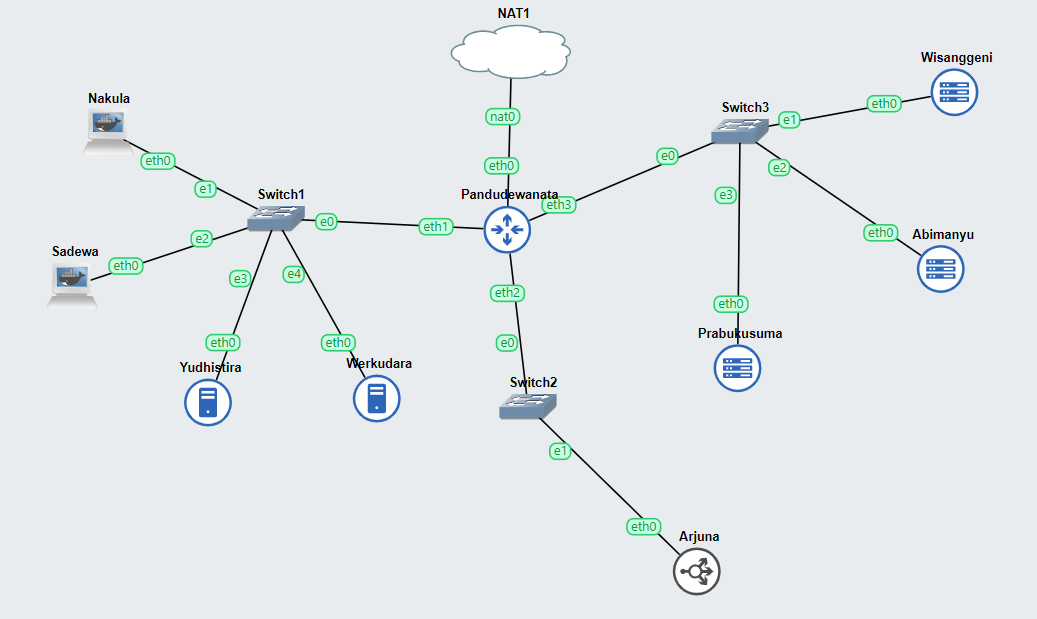 NAT1
Wisanggeni
Nakula
Switch3
eth0
e1
nat0
e0
e2
eth0
e1
eth0
Switch1
Pandudewanata
e3
eth3
e0
eth1
e2
eth0
Sadewa
eth0
Abimanyu
e3
e4
eth2
eth0
Prabukusuma
eth0
eth0
e0
Yudhistira
Werkudara
Switch2
e1
eth0
Arjuna